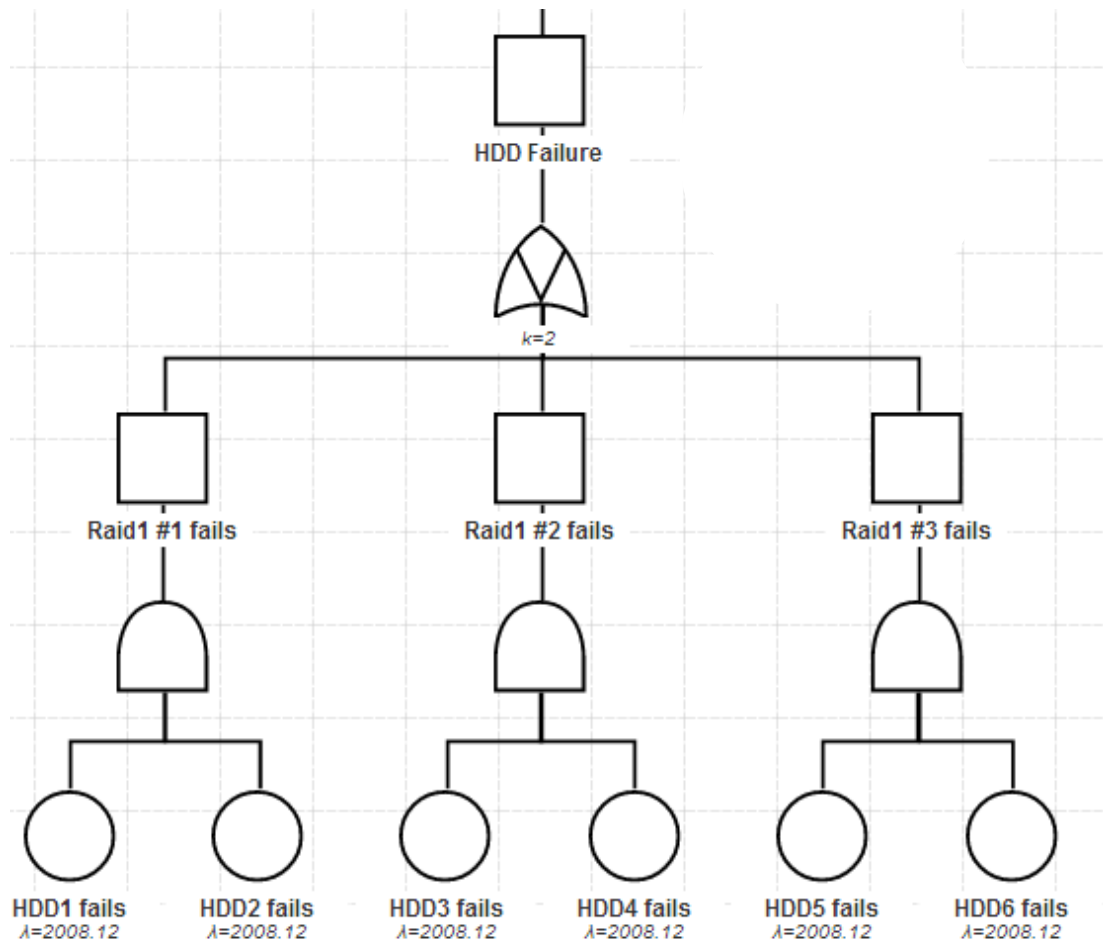 HDD Failure
k=2
Raid1 #1 fails
Raid1 #2 fails
Raid1 #3 fails
HDD1 fails
λ=2008.12
HDD2 fails
λ=2008.12
HDD3 fails
λ=2008.12
HDD4 fails
λ=2008.12
HDD5 fails
λ=2008.12
HDD6 fails
λ=2008.12